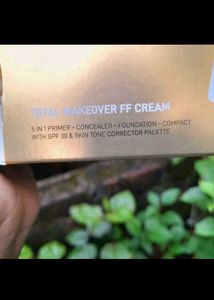 TOTAL MAKEOVER FF CREAM
5 IN 1 PRIMER – CONCEALER – FOUNDATION – COMPACT
WITH SPF 30 & SKIN TONE CORRECTOR PALETTE